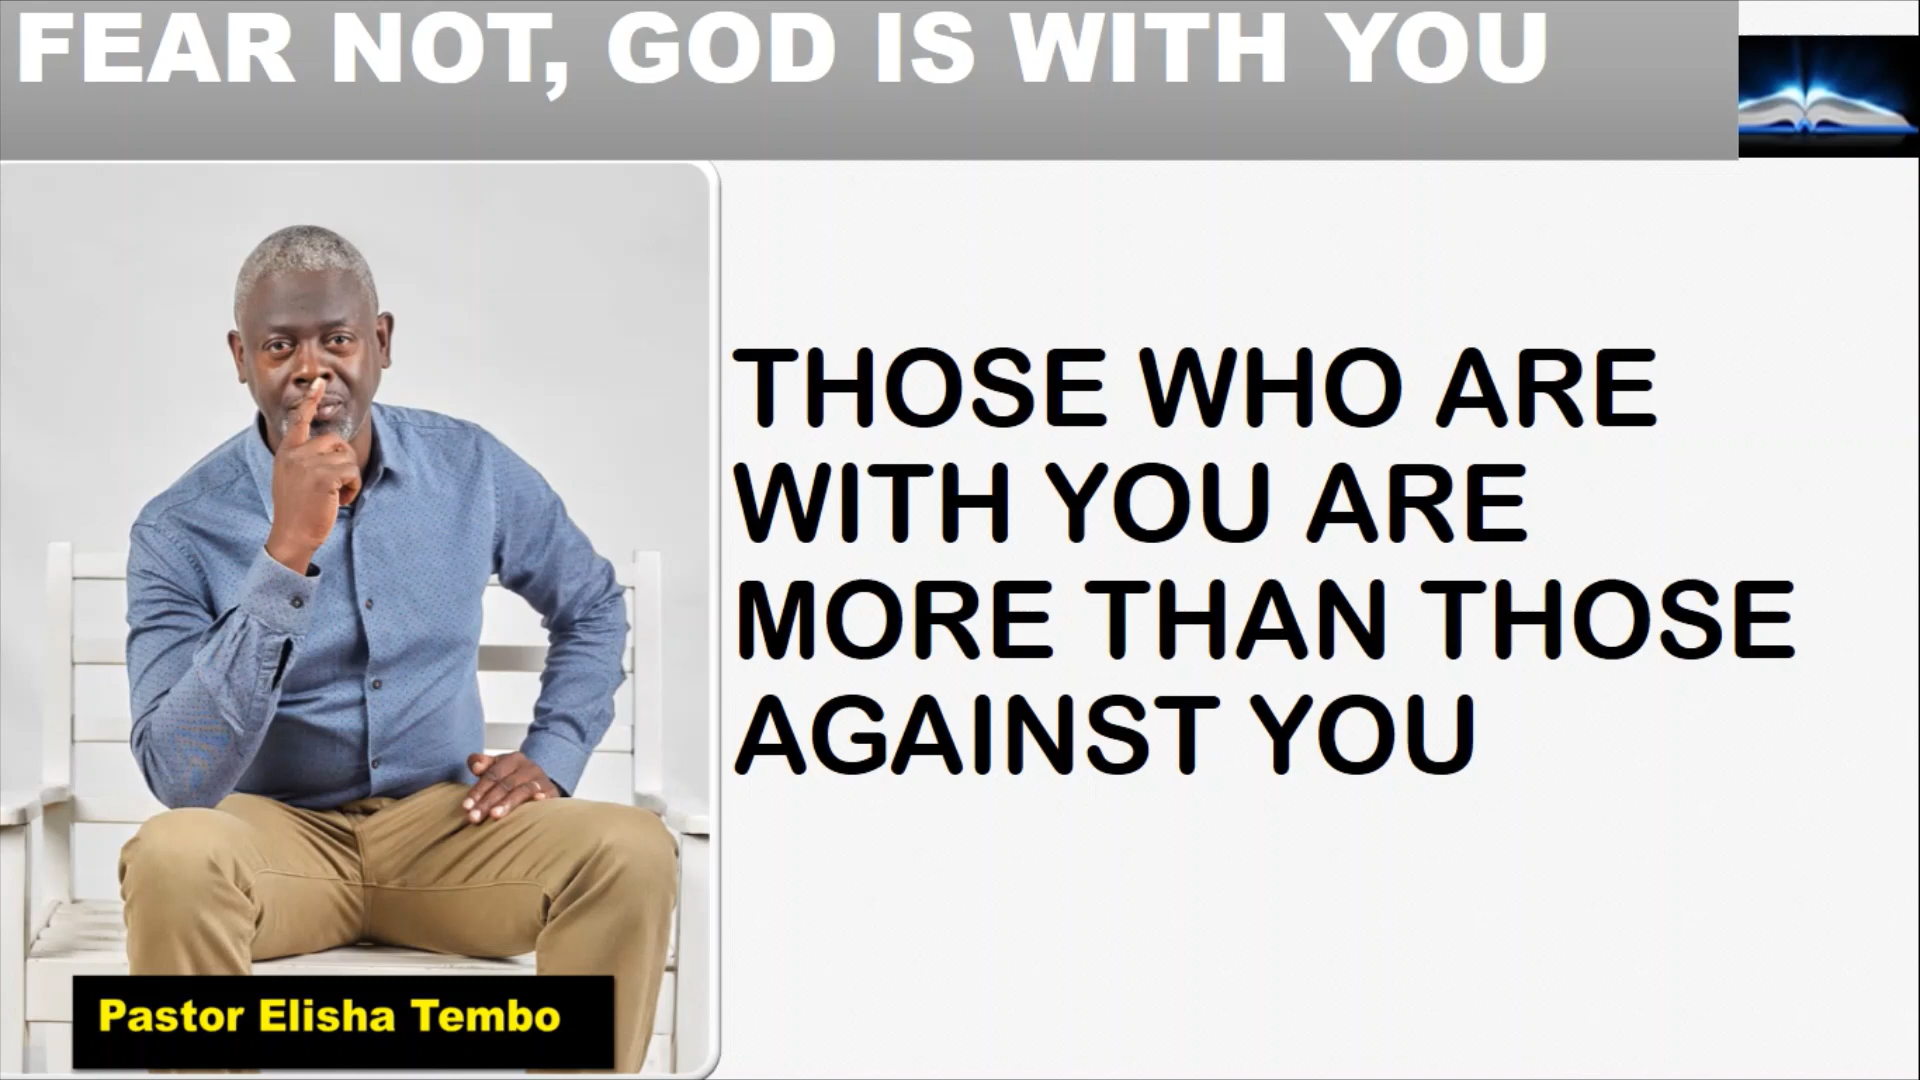 FEAR NOT, GOD IS WITH YOU
THOSE WHO ARE
WITH YOU ARE
MORE THAN THOSE
AGAINST YOU
Pastor Elisha Tembo